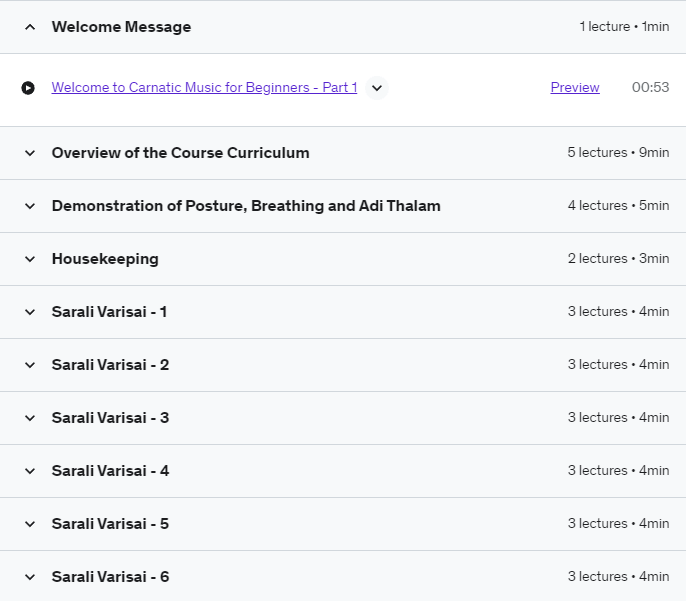 Welcome Message 1 lecture • 1min
Welcome to Carnatic Music for Beginners - Part 1 Preview 00:53
Overview of the Course Curriculum 5 lectures • 9min
Demonstration of Posture, Breathing and Adi Thalam 4 lectures • 5min
Housekeeping 2 lectures • 3min
Sarali Varisai - 1 3 lectures • 4min
Sarali Varisai - 2 3 lectures • 4min
Sarali Varisai - 3 3 lectures • 4min
Sarali Varisai - 4 3 lectures • 4min
Sarali Varisai - 5 3 lectures • 4min
Sarali Varisai - 6 3 lectures • 4min